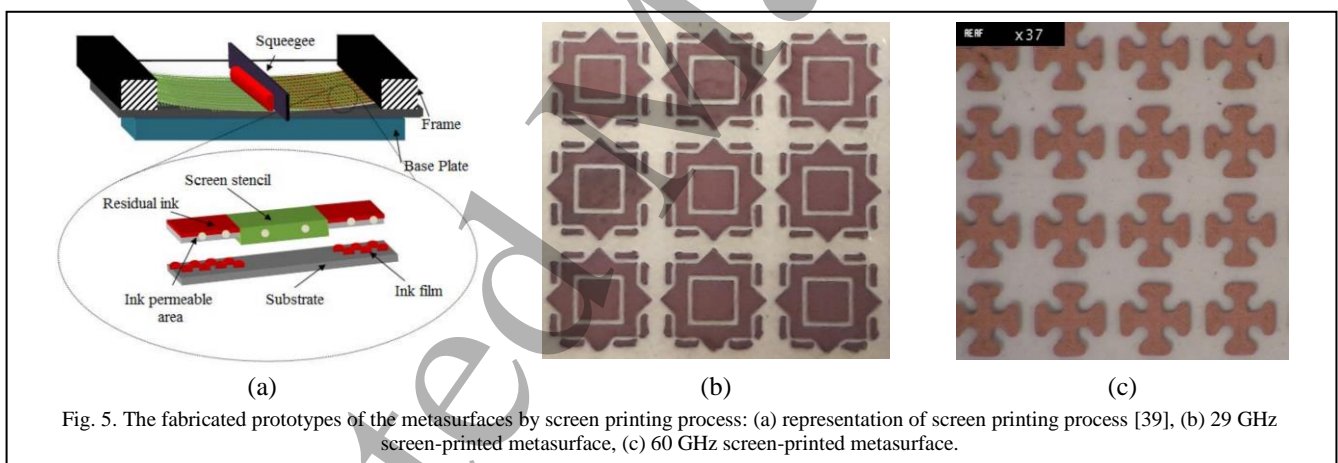 Squeegee
Frame
Base Plate
Screen stencil
Residual ink
Ink permeable
area
Substrate
Ink film
x37
(a)
(b)
(c)
Fig. 5. The fabricated prototypes of the metasurfaces by screen printing process: (a) representation of screen printing process [39], (b) 29 GHz
screen-printed metasurface, (c) 60 GHz screen-printed metasurface.